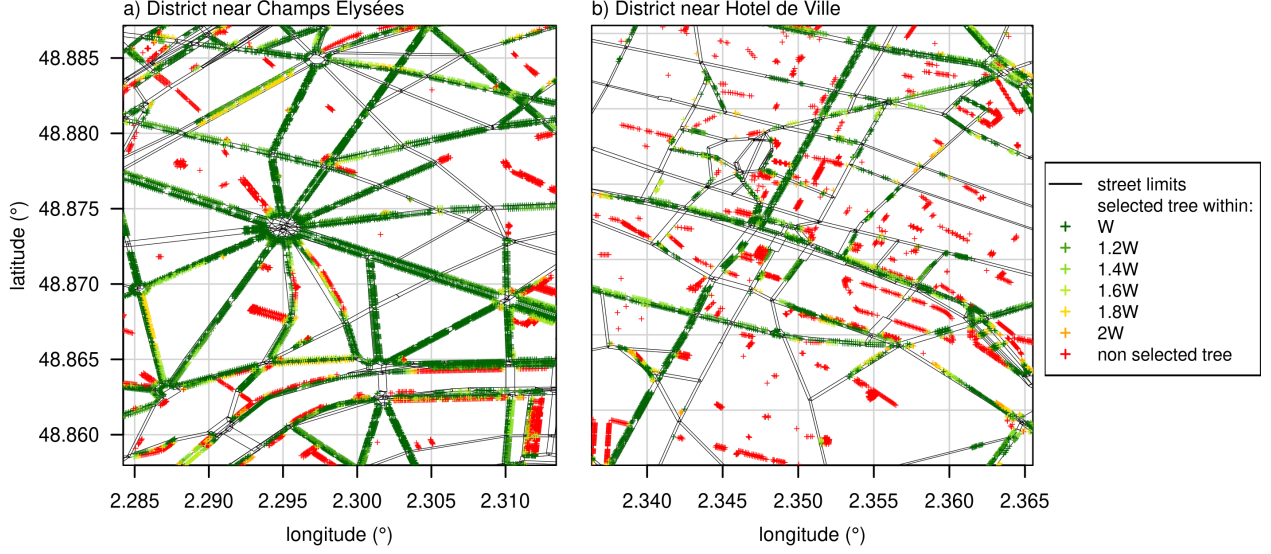 a) District near Champs Elysées
b) District near Hotel de Ville
48.885
48.880
48.875
48.870
48.865
48.860
latitude (°)
2.285 2.290 2.295 2.300 2.305 2.310
2.340 2.345 2.350 2.355 2.360 2.365
longitude (°)
longitude (°)
street limits
selected tree within:
W
1.2W
1.4W
1.6W
1.8W
2W
non selected tree